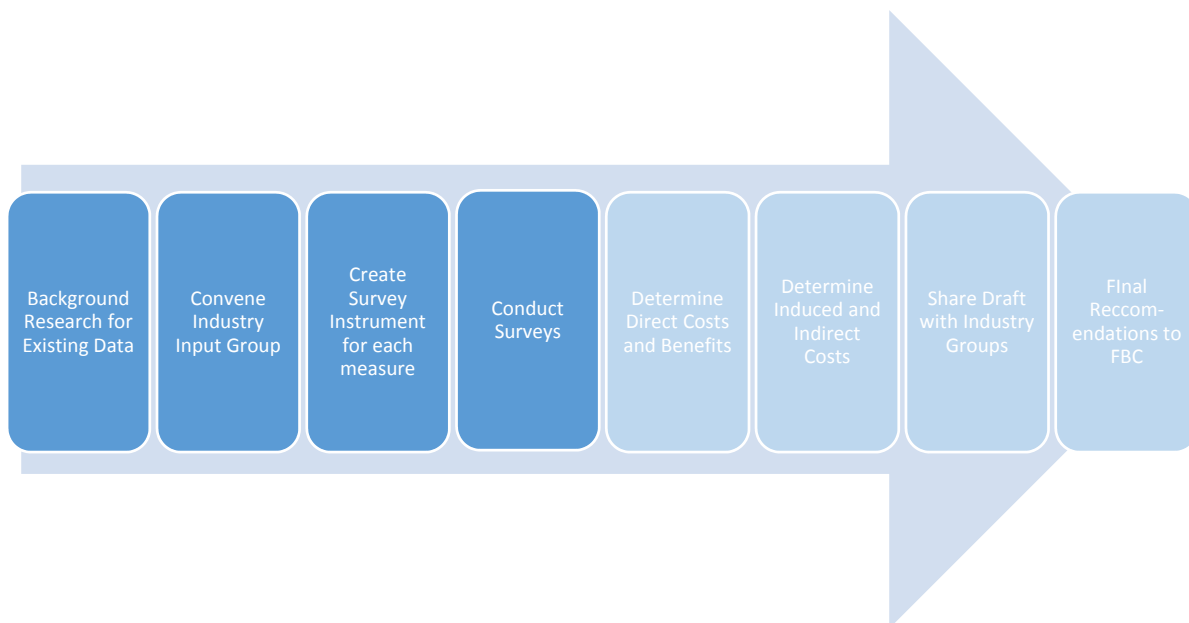 Background
Research for
Existing Data
Convene
Industry
Input Group
Create
Survey
Instrument
for each
measure
Conduct
Surveys
Determine
Direct Costs
and Benefits
Determine
Induced and
Indirect
Costs
Share Draft
with Industry
Groups
FInal
Reccom-
endations to
FBC